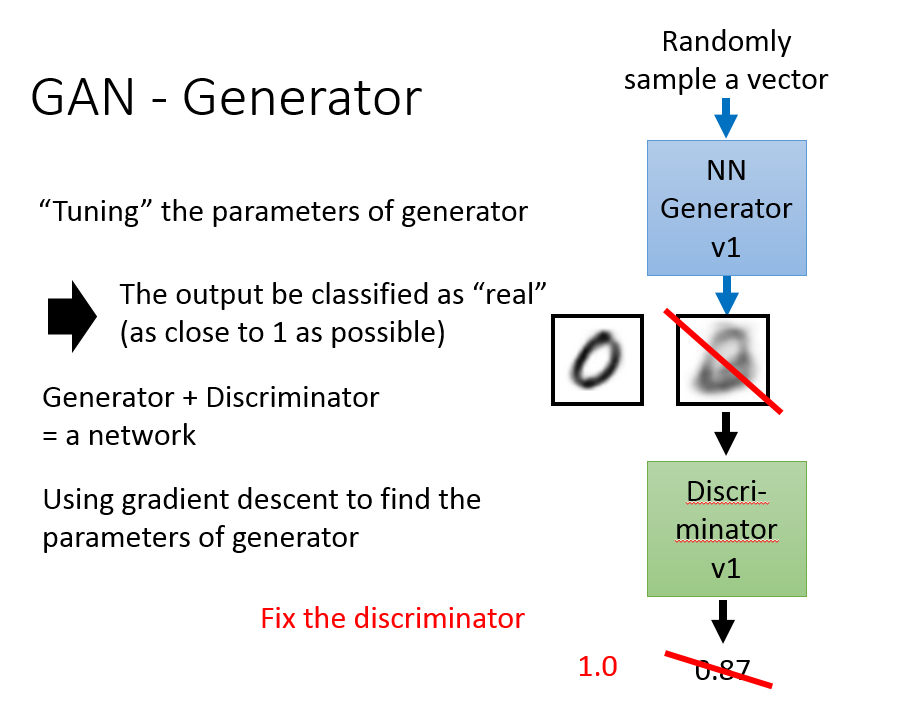 GAN - Generator
“Tuning” the parameters of generator
The output be classified as “real”
(as close to 1 as possible)
Generator + Discriminator
= a network
Using gradient descent to find the
parameters of generator
Fix the discriminator
Randomly
sample a vector
NN
Generator
v1
0
Discri-
minator
v1
1.0
0.87